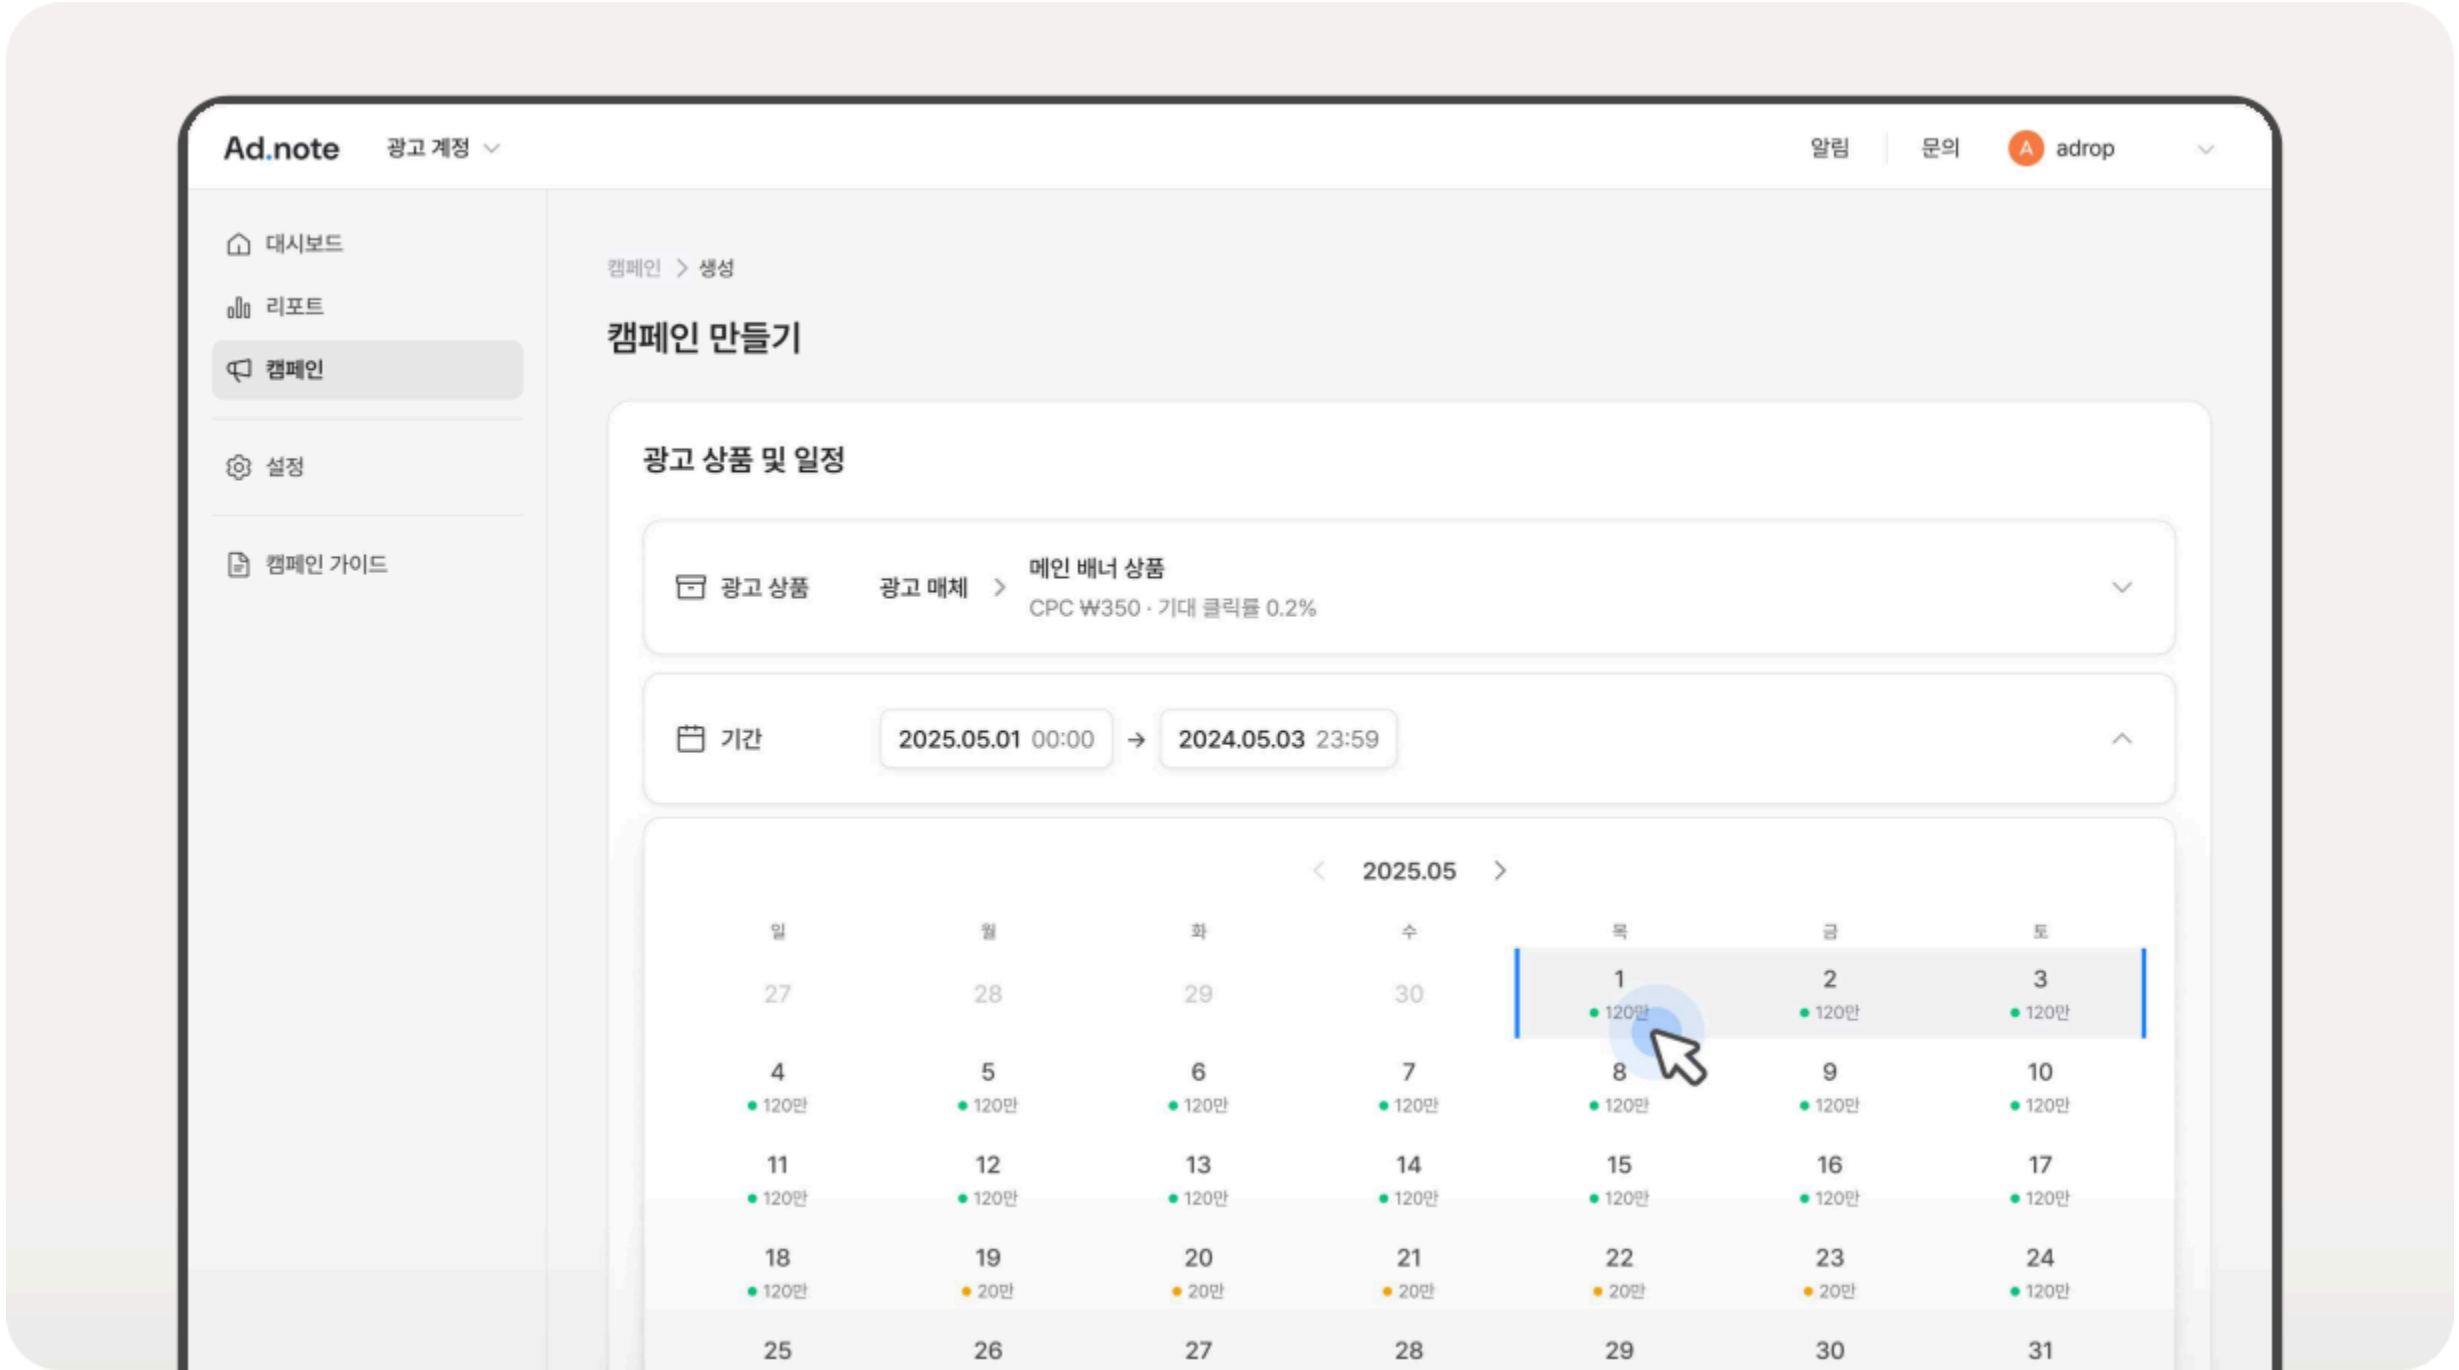 Ad.note 광고 계정 알림 문의 A adrop
대시보드
리포트
캠페인
설정
캠페인 가이드
캠페인 > 생성
캠페인 만들기
광고 상품 및 일정
광고 상품 광고 매체 > 메인 배너 상품
CPC ₩350 · 기대 클릭률 0.2%
기간 2025.05.01 00:00 → 2024.05.03 23:59
< 2025.05 >
일 월 화 수 목 금 토
27 28 29 30 1 2 3
120만 120만 120만
4 5 6 7 8 9 10
120만 120만 120만 120만 120만 120만 120만
11 12 13 14 15 16 17
120만 120만 120만 120만 120만 120만 120만
18 19 20 21 22 23 24
120만 20만 20만 20만 20만 20만 120만
25 26 27 28 29 30 31